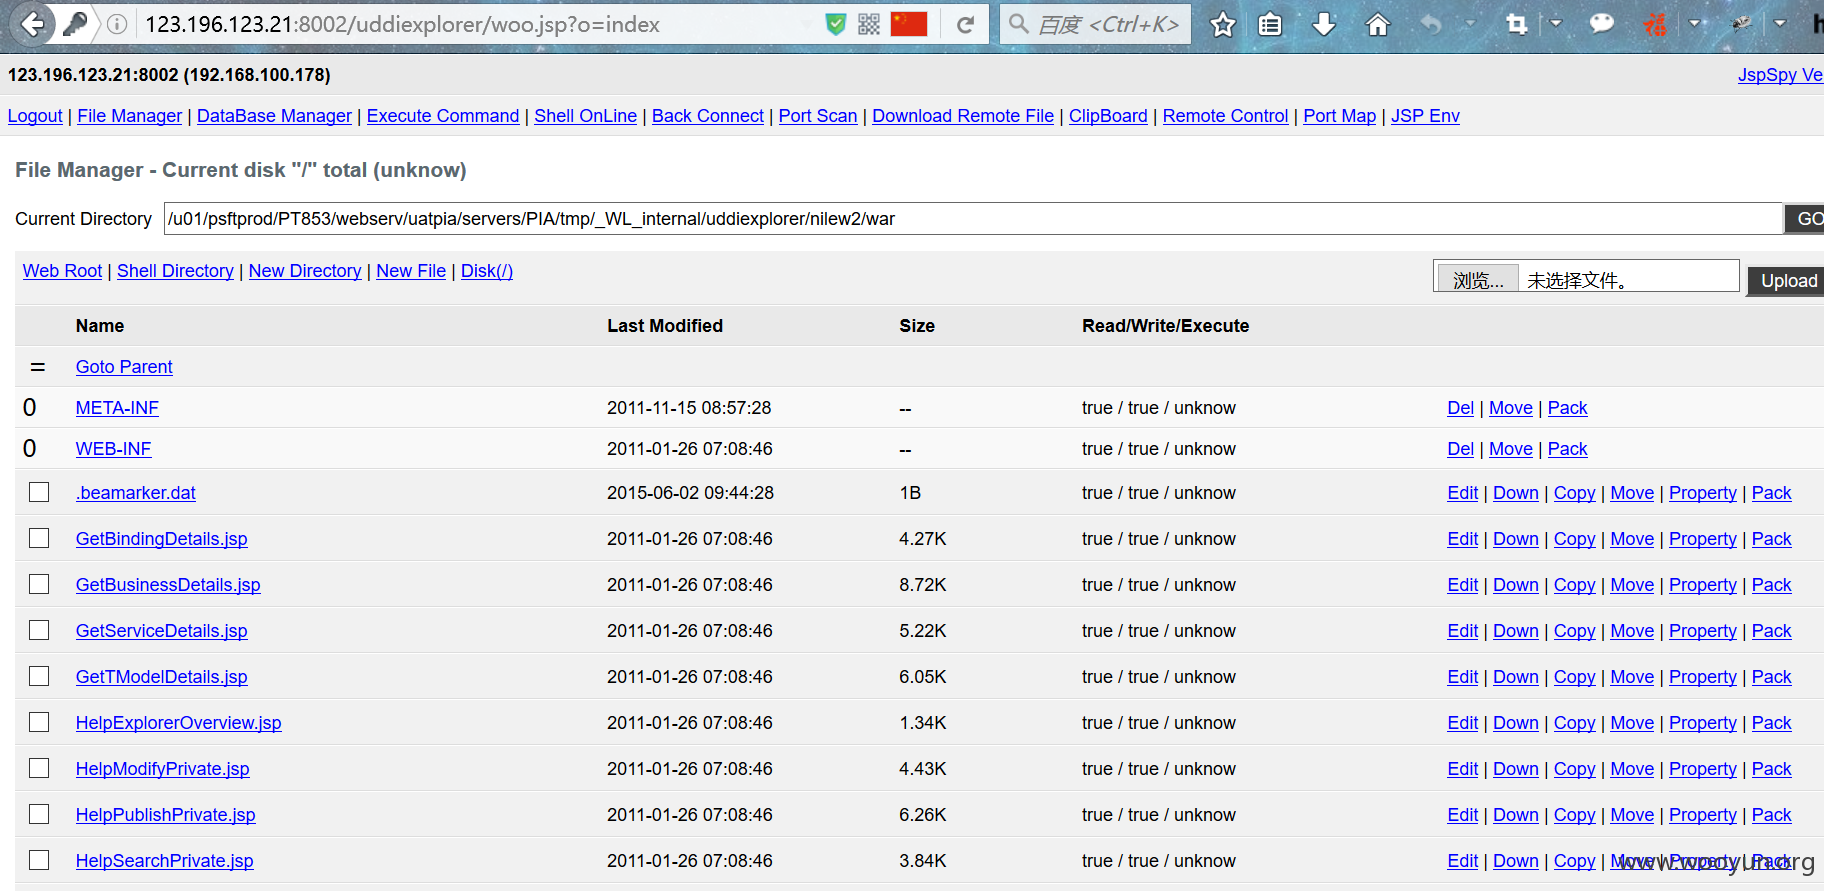 123.196.123.21:8002/uddiexplorer/woo.jsp?o=index
百度 <Ctrl+K>
123.196.123.21:8002 (192.168.100.178)
JspSpy Ve
Logout | File Manager | DataBase Manager | Execute Command | Shell OnLine | Back Connect | Port Scan | Download Remote File | ClipBoard | Remote Control | Port Map | JSP Env
File Manager - Current disk "/" total (unknow)
Current Directory /u01/psftprod/PT853/webserv/uatpia/servers/PIA/tmp/_WL_internal/uddiexplorer/nilew2/war GO
Web Root | Shell Directory | New Directory | New File | Disk(/) 浏览... 未选择文件。 Upload
Name Last Modified Size Read/Write/Execute
= Goto Parent
0 META-INF 2011-11-15 08:57:28 -- true / true / unknow Del | Move | Pack
0 WEB-INF 2011-01-26 07:08:46 -- true / true / unknow Del | Move | Pack
.beamarker.dat 2015-06-02 09:44:28 1B true / true / unknow Edit | Down | Copy | Move | Property | Pack
GetBindingDetails.jsp 2011-01-26 07:08:46 4.27K true / true / unknow Edit | Down | Copy | Move | Property | Pack
GetBusinessDetails.jsp 2011-01-26 07:08:46 8.72K true / true / unknow Edit | Down | Copy | Move | Property | Pack
GetServiceDetails.jsp 2011-01-26 07:08:46 5.22K true / true / unknow Edit | Down | Copy | Move | Property | Pack
GetTModelDetails.jsp 2011-01-26 07:08:46 6.05K true / true / unknow Edit | Down | Copy | Move | Property | Pack
HelpExplorerOverview.jsp 2011-01-26 07:08:46 1.34K true / true / unknow Edit | Down | Copy | Move | Property | Pack
HelpModifyPrivate.jsp 2011-01-26 07:08:46 4.43K true / true / unknow Edit | Down | Copy | Move | Property | Pack
HelpPublishPrivate.jsp 2011-01-26 07:08:46 6.26K true / true / unknow Edit | Down | Copy | Move | Property | Pack
HelpSearchPrivate.jsp 2011-01-26 07:08:46 3.84K true / true / unknow Edit | Down | Copy | Move | Property | Pack
www.wooyun.org